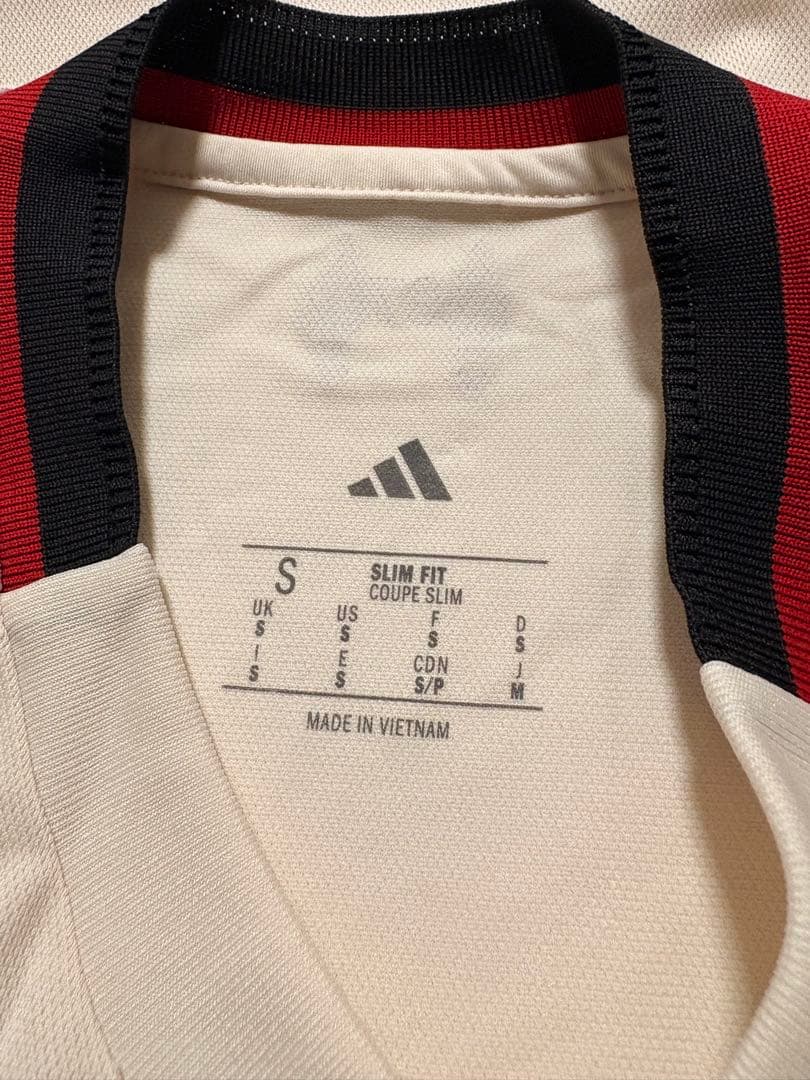 S SLIM FIT
COUPE SLIM
UK US F D
S S S S
I E CDN J
S S S/P M
MADE IN VIETNAM